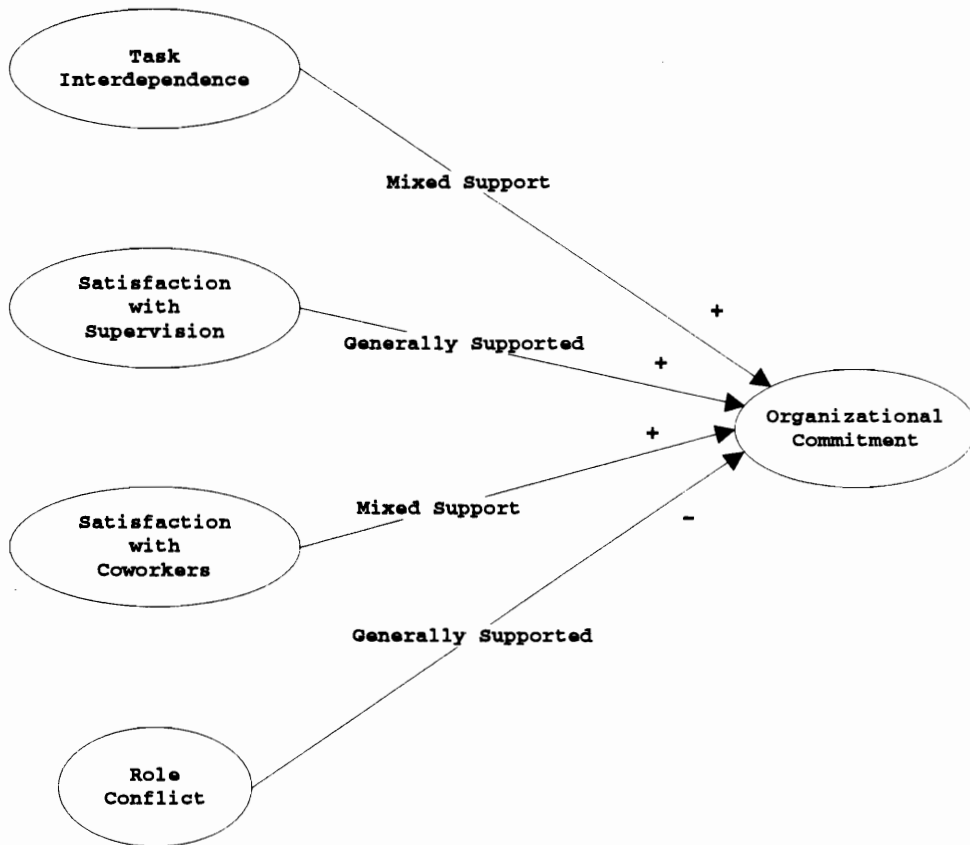 Task
Interdependence
Mixed Support
+
Satisfaction
with
Supervision
Generally Supported
+
Organizational
Commitment
+
Satisfaction
with
Coworkers
Mixed Support
-
Generally Supported
Role
Conflict